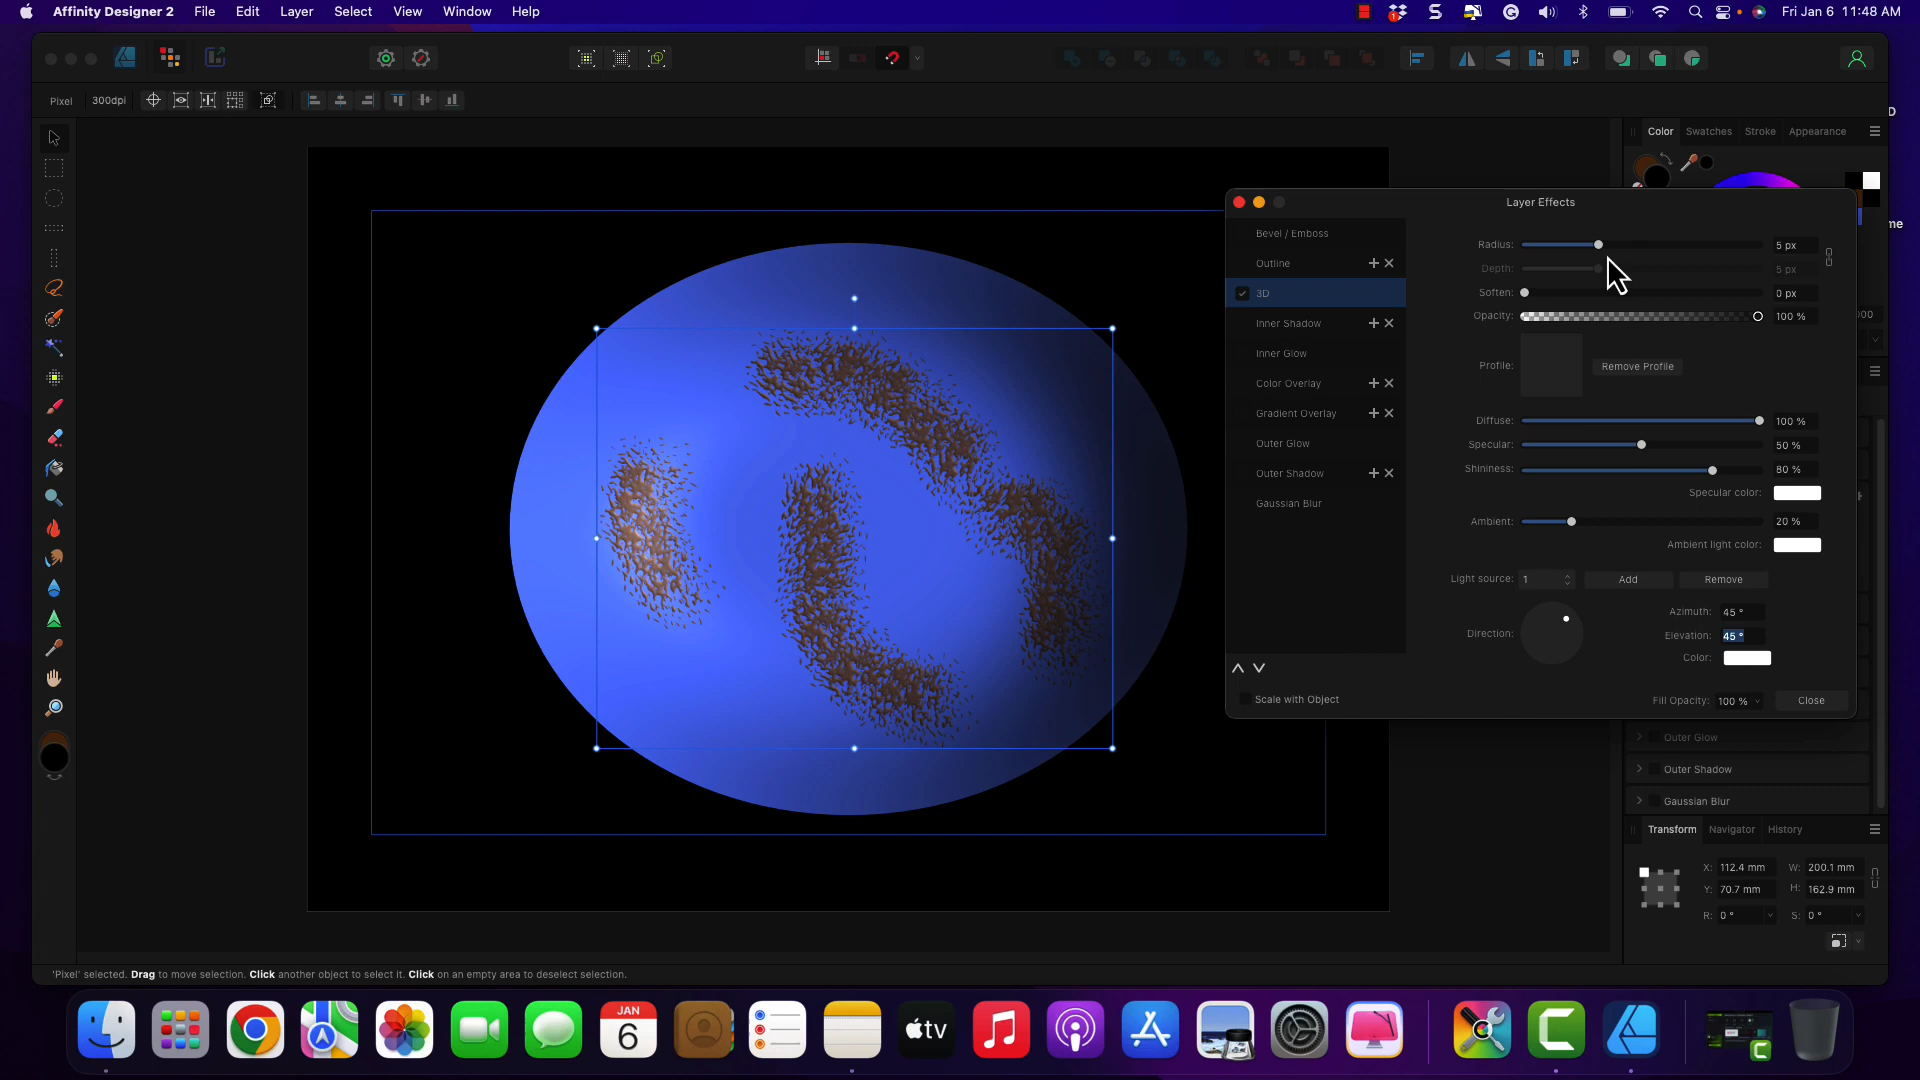 Affinity Designer 2 File Edit Layer Select View Window Help
1
Fri Jan 6 11:48 AM
Pixel
300dpi
D
me
Color Swatches Stroke Appearance
Layer Effects
Bevel / Emboss
Outline
3D
Inner Shadow
Inner Glow
Color Overlay
Gradient Overlay
Outer Glow
Outer Shadow
Gaussian Blur
Scale with Object
Radius: 5 px
Depth: 5 px
Soften: 0 px
Opacity: 100 %
Profile: Remove Profile
Diffuse: 100 %
Specular: 50 %
Shininess: 80 %
Specular color:
Ambient: 20 %
Ambient light color:
Light source: 1 Add Remove
Azimuth: 45 °
Direction:
Elevation: 45 °
Color:
Fill Opacity: 100 % Close
Outer Glow
Outer Shadow
Gaussian Blur
Transform Navigator History
X: 112.4 mm W: 200.1 mm
Y: 70.7 mm H: 162.9 mm
R: 0 ° S: 0 °
'Pixel' selected. Drag to move selection. Click another object to select it. Click on an empty area to deselect selection.
JAN
6
tv